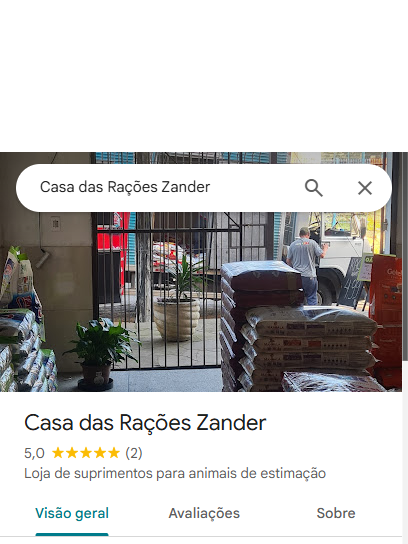 Casa das Rações Zander
Casa das Rações Zander
5,0 ★★★★★ (2)
Loja de suprimentos para animais de estimação
Visão geral Avaliações Sobre